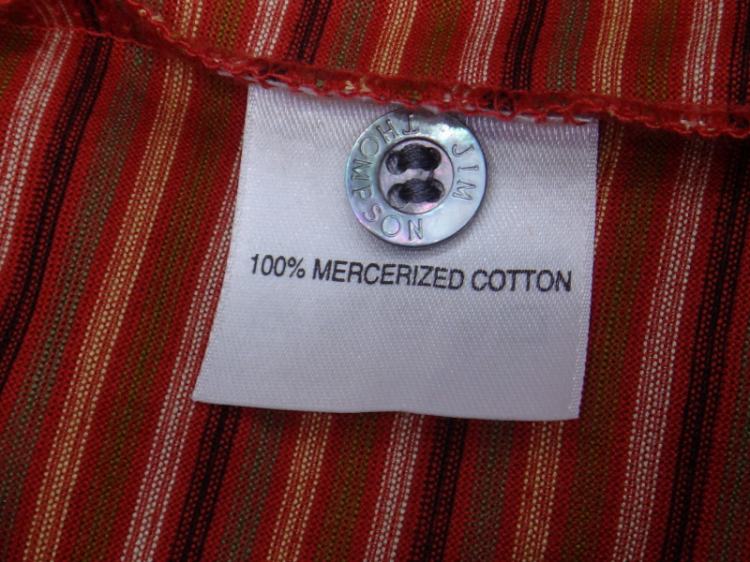 JIM THOMPSON
100% MERCERIZED COTTON